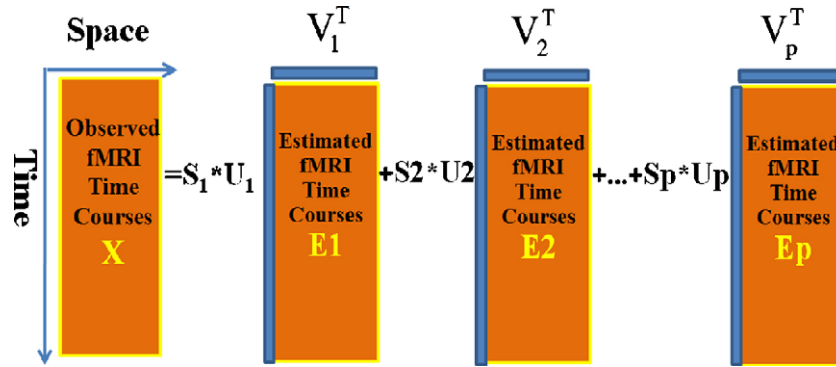 Space
Time
Observed
fMRI
Time
Courses
X
=S₁*U₁
V₁ᵀ
Estimated
fMRI
Time
Courses
E1
+S2*U2
V₂ᵀ
Estimated
fMRI
Time
Courses
E2
+...+Sp*Up
Vₚᵀ
Estimated
fMRI
Time
Courses
Ep